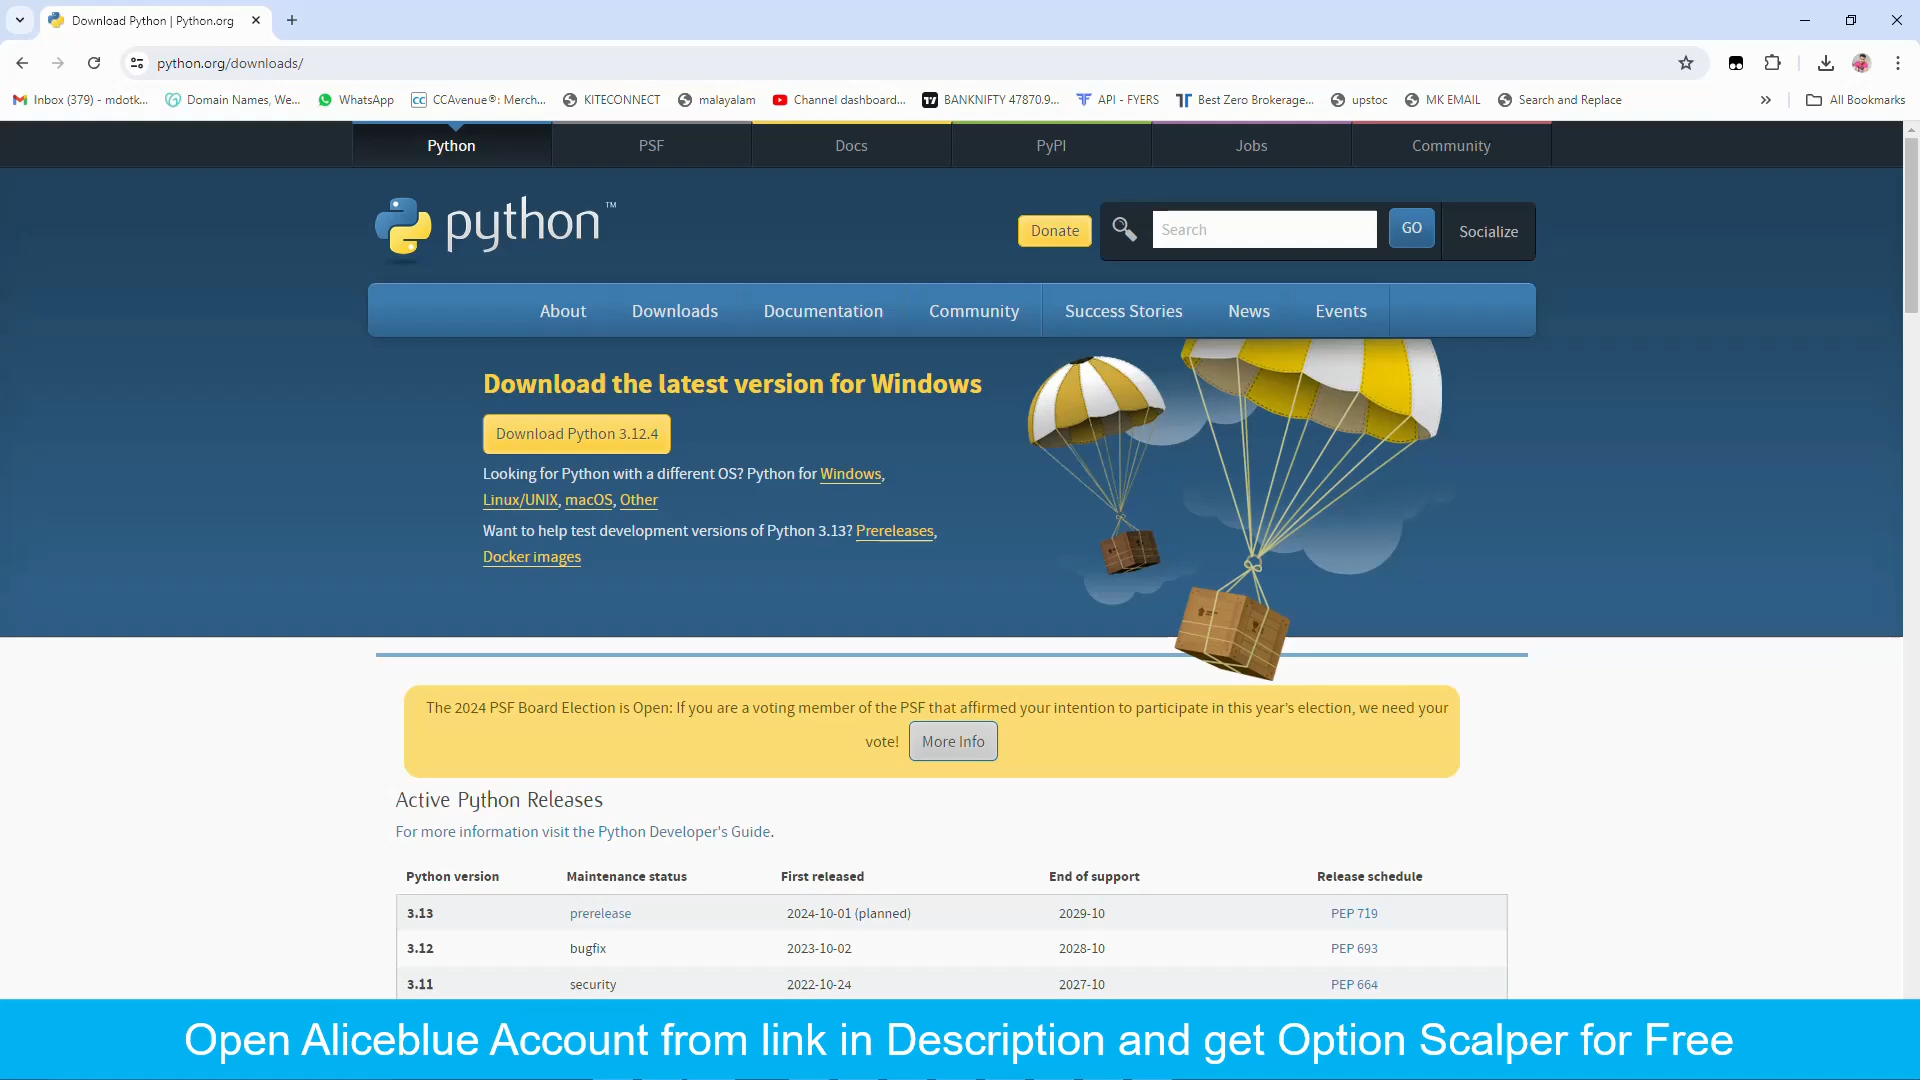 Download Python | Python.org
python.org/downloads/
Inbox (379) - mdotk...
Domain Names, We...
WhatsApp
CCAvenue®: Merch...
KITECONNECT
malayalam
Channel dashboard...
BANKNIFTY 47870.9...
API - FYERS
Best Zero Brokerage...
upstoc
MK EMAIL
Search and Replace
All Bookmarks
Python
PSF
Docs
PyPI
Jobs
Community
python™
Donate
Search
GO
Socialize
About
Downloads
Documentation
Community
Success Stories
News
Events
Download the latest version for Windows
Download Python 3.12.4
Looking for Python with a different OS? Python for Windows,
Linux/UNIX, macOS, Other
Want to help test development versions of Python 3.13? Prereleases,
Docker images
The 2024 PSF Board Election is Open: If you are a voting member of the PSF that affirmed your intention to participate in this year's election, we need your
vote! More Info
Active Python Releases
For more information visit the Python Developer's Guide.
Python version Maintenance status First released End of support Release schedule
3.13 prerelease 2024-10-01 (planned) 2029-10 PEP 719
3.12 bugfix 2023-10-02 2028-10 PEP 693
3.11 security 2022-10-24 2027-10 PEP 664
Open Aliceblue Account from link in Description and get Option Scalper for Free